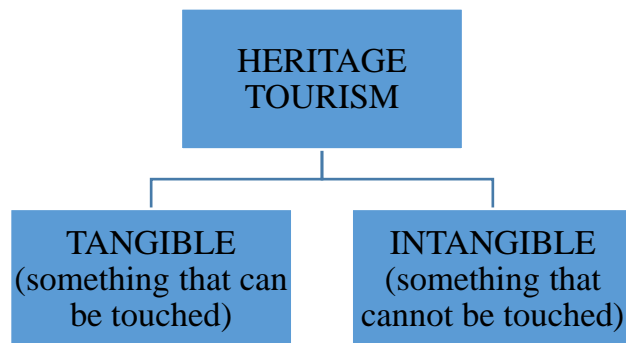 HERITAGE
TOURISM
TANGIBLE
(something that can
be touched)
INTANGIBLE
(something that
cannot be touched)